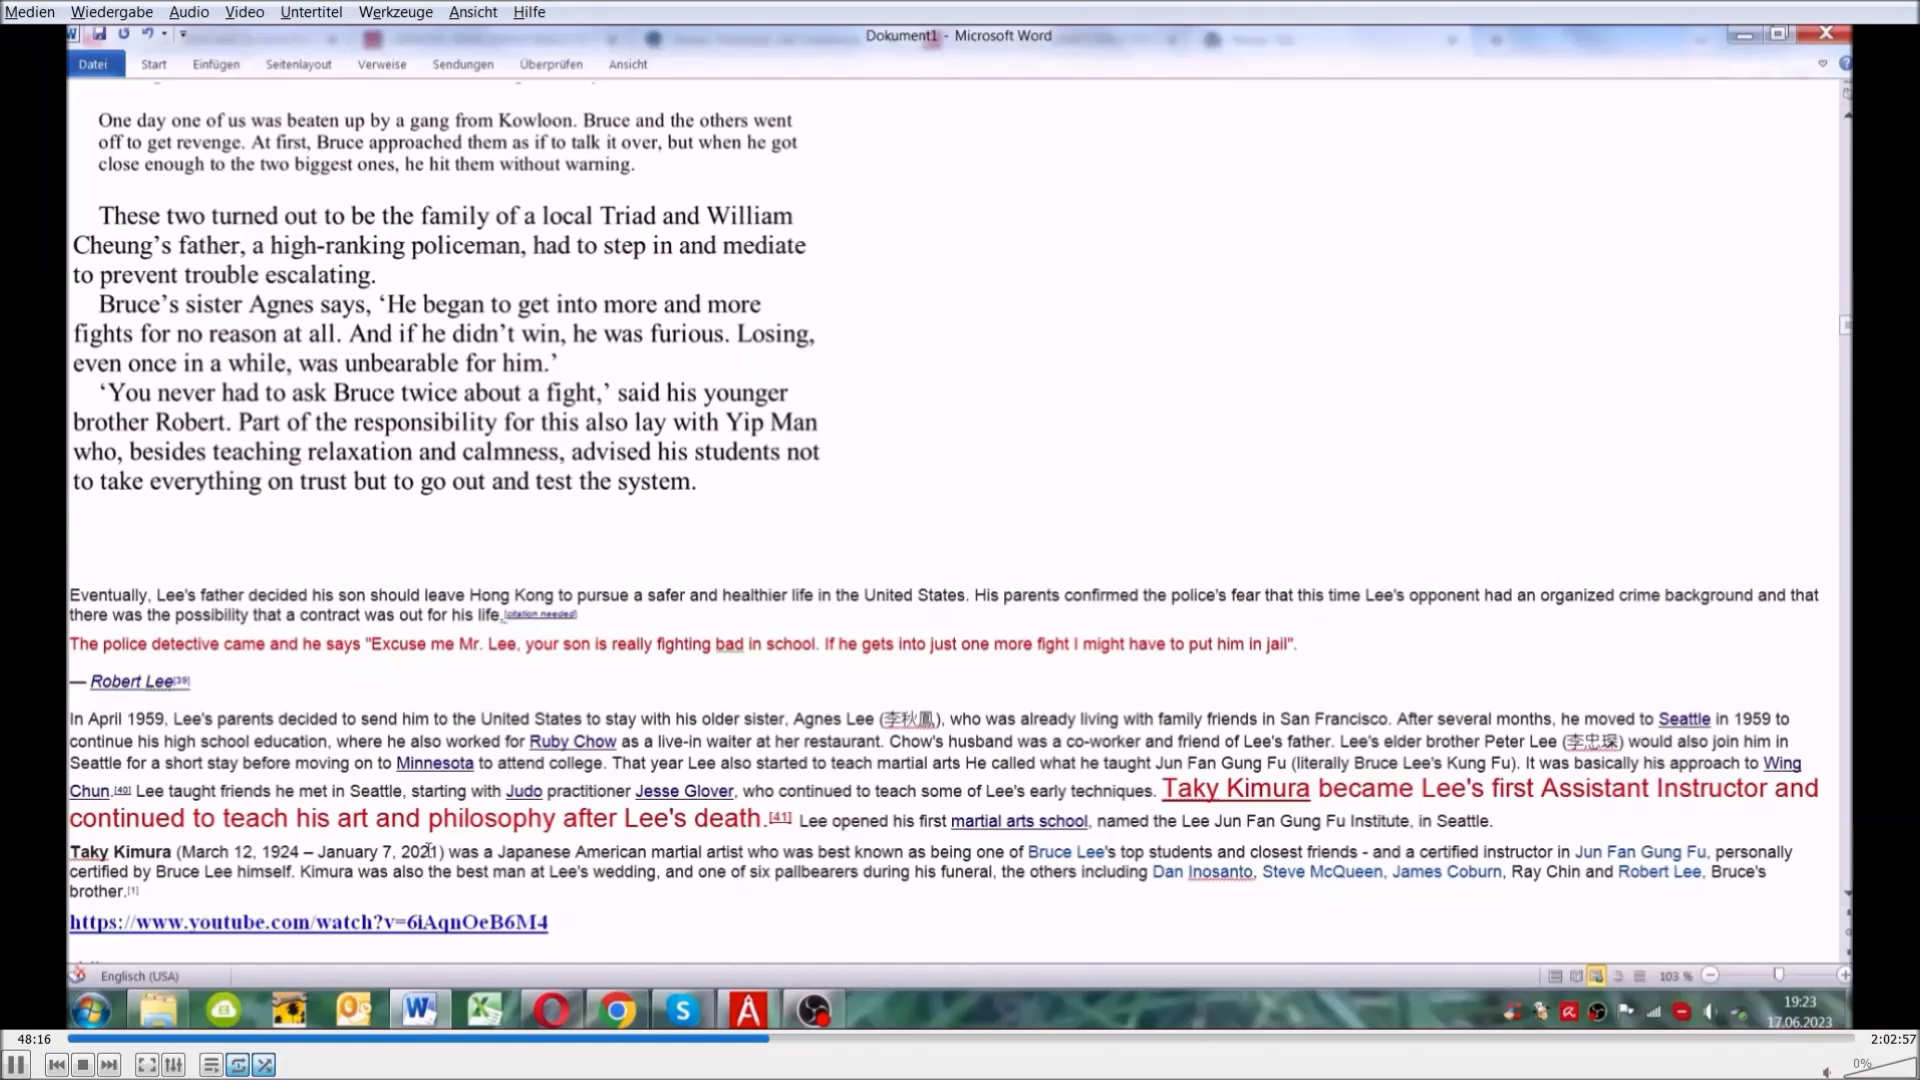 Medien Wiedergabe Audio Video Untertitel Werkzeuge Ansicht Hilfe
Dokument1 - Microsoft Word
Datei Start Einfügen Seitenlayout Verweise Sendungen Überprüfen Ansicht
One day one of us was beaten up by a gang from Kowloon. Bruce and the others went
off to get revenge. At first, Bruce approached them as if to talk it over, but when he got
close enough to the two biggest ones, he hit them without warning.
These two turned out to be the family of a local Triad and William
Cheung’s father, a high-ranking policeman, had to step in and mediate
to prevent trouble escalating.
Bruce’s sister Agnes says, ‘He began to get into more and more
fights for no reason at all. And if he didn’t win, he was furious. Losing,
even once in a while, was unbearable for him.’
‘You never had to ask Bruce twice about a fight,’ said his younger
brother Robert. Part of the responsibility for this also lay with Yip Man
who, besides teaching relaxation and calmness, advised his students not
to take everything on trust but to go out and test the system.
Eventually, Lee's father decided his son should leave Hong Kong to pursue a safer and healthier life in the United States. His parents confirmed the police's fear that this time Lee's opponent had an organized crime background and that
there was the possibility that a contract was out for his life.[citation needed]
The police detective came and he says "Excuse me Mr. Lee, your son is really fighting bad in school. If he gets into just one more fight I might have to put him in jail".
— Robert Lee[39]
In April 1959, Lee's parents decided to send him to the United States to stay with his older sister, Agnes Lee (李秋鳳), who was already living with family friends in San Francisco. After several months, he moved to Seattle in 1959 to
continue his high school education, where he also worked for Ruby Chow as a live-in waiter at her restaurant. Chow's husband was a co-worker and friend of Lee's father. Lee's elder brother Peter Lee (李忠琛) would also join him in
Seattle for a short stay before moving on to Minnesota to attend college. That year Lee also started to teach martial arts He called what he taught Jun Fan Gung Fu (literally Bruce Lee's Kung Fu). It was basically his approach to Wing
Chun.[40] Lee taught friends he met in Seattle, starting with Judo practitioner Jesse Glover, who continued to teach some of Lee's early techniques. Taky Kimura became Lee's first Assistant Instructor and
continued to teach his art and philosophy after Lee's death.[41] Lee opened his first martial arts school, named the Lee Jun Fan Gung Fu Institute, in Seattle.
Taky Kimura (March 12, 1924 – January 7, 2021) was a Japanese American martial artist who was best known as being one of Bruce Lee's top students and closest friends - and a certified instructor in Jun Fan Gung Fu, personally
certified by Bruce Lee himself. Kimura was also the best man at Lee's wedding, and one of six pallbearers during his funeral, the others including Dan Inosanto, Steve McQueen, James Coburn, Ray Chin and Robert Lee, Bruce's
brother.[1]
https://www.youtube.com/watch?v=6iAqnOeB6M4
Englisch (USA) 103 %
19:23
17.06.2023
48:16 2:02:57
0%